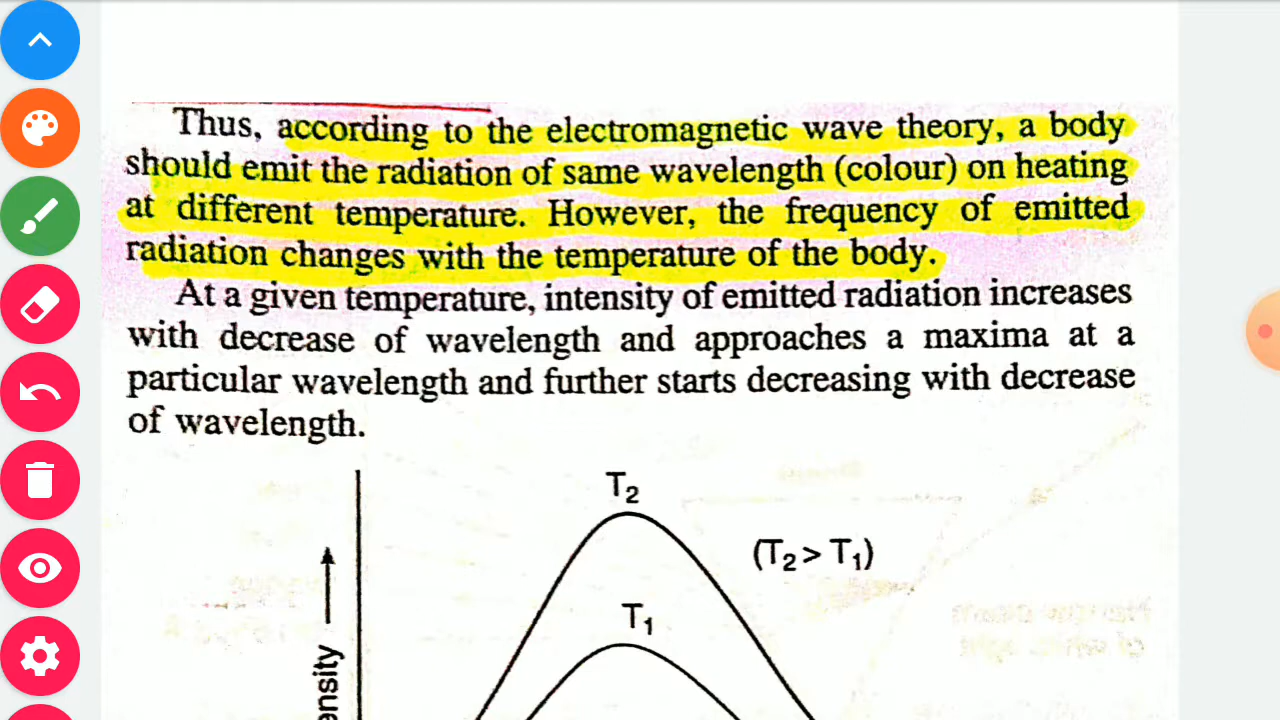 Thus, according to the electromagnetic wave theory, a body
should emit the radiation of same wavelength (colour) on heating
at different temperature. However, the frequency of emitted
radiation changes with the temperature of the body.
At a given temperature, intensity of emitted radiation increases
with decrease of wavelength and approaches a maxima at a
particular wavelength and further starts decreasing with decrease
of wavelength.
T₂
(T₂ > T₁)
T₁
ensity